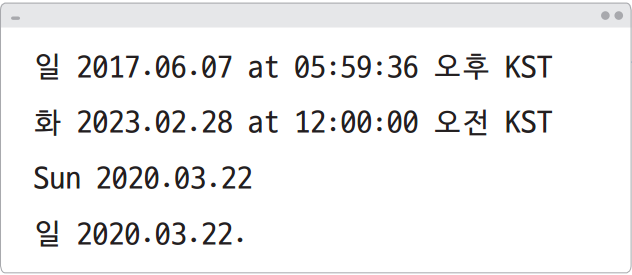 일 2017.06.07 at 05:59:36 오후 KST
화 2023.02.28 at 12:00:00 오전 KST
Sun 2020.03.22
일 2020.03.22.